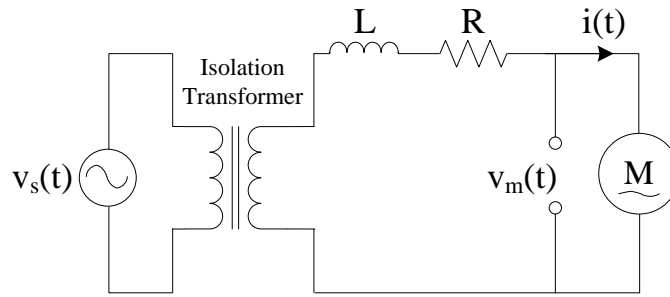 L R i(t)
Isolation
Transformer
v_s(t)
v_m(t)
M